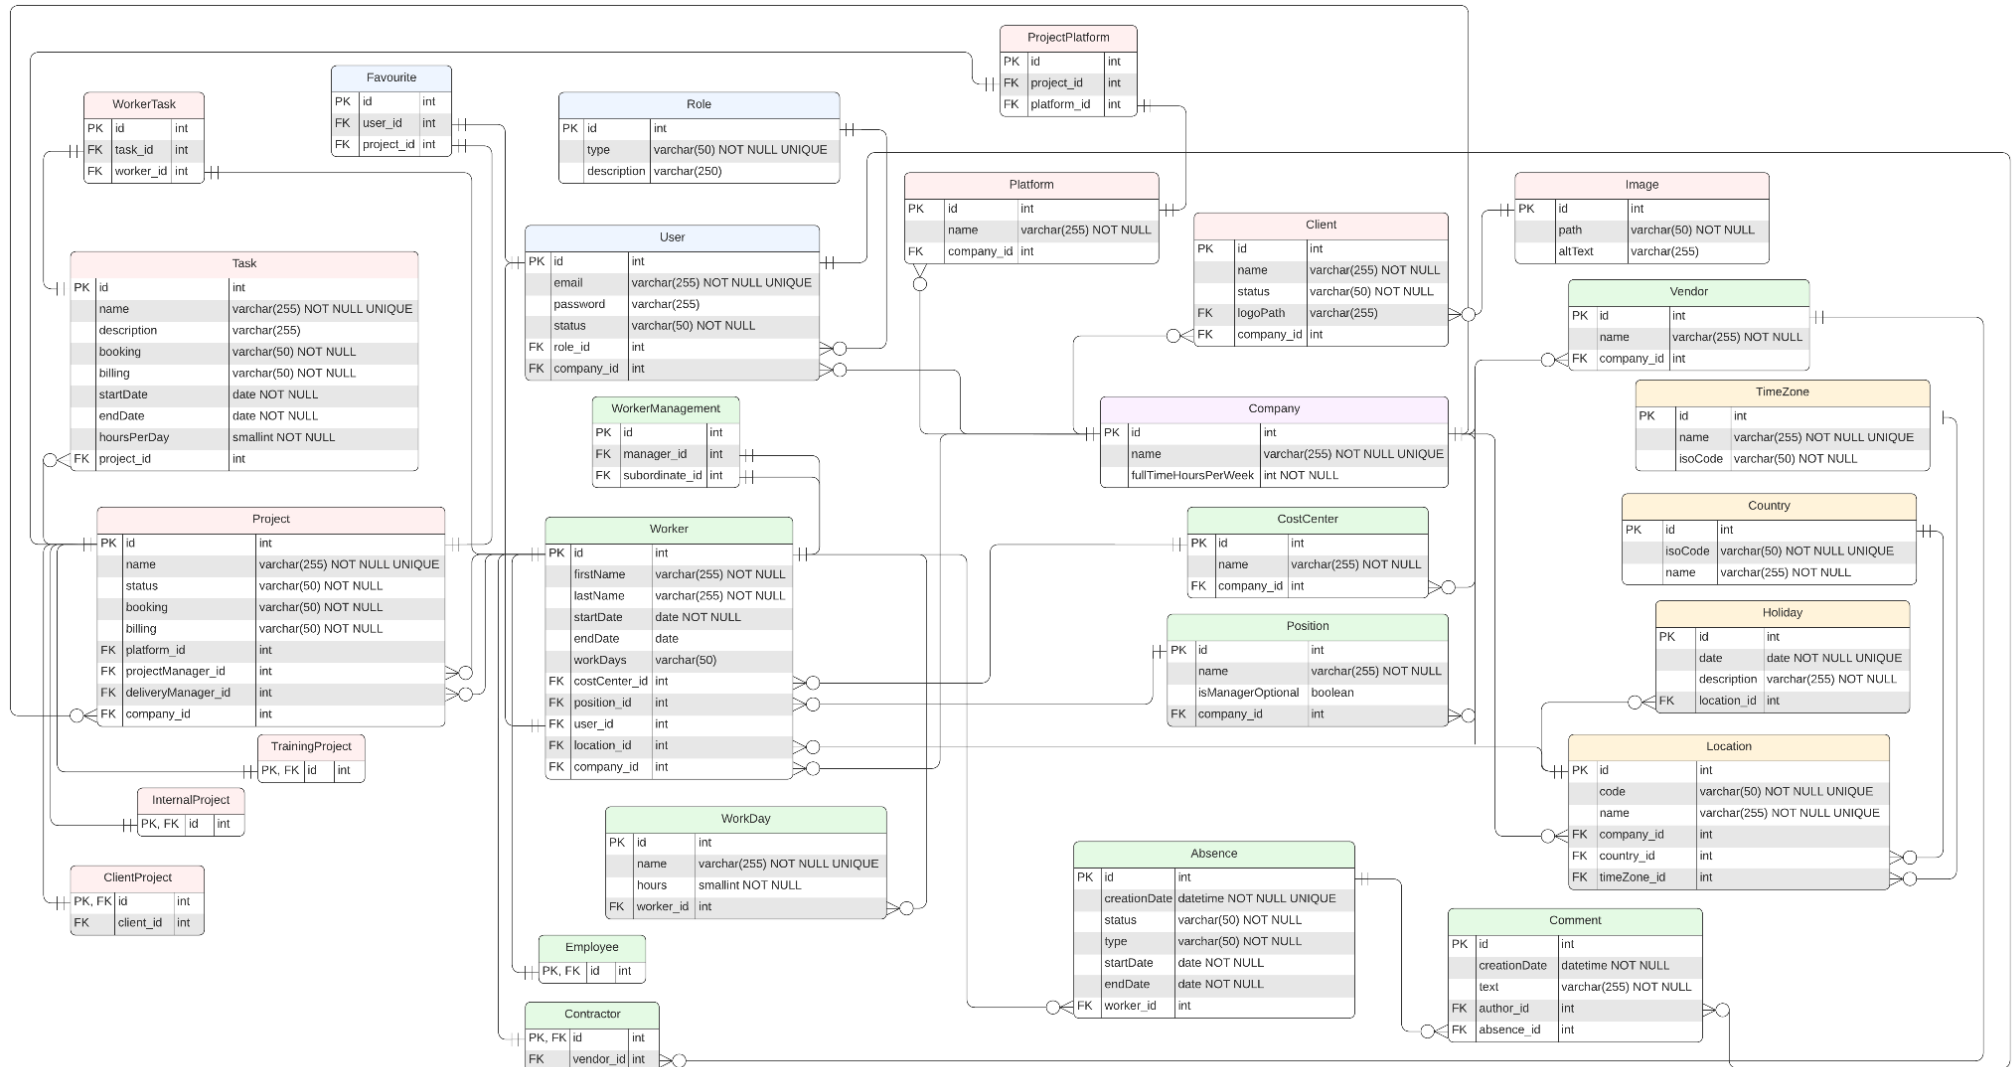 ProjectPlatform
PK id int
FK project_id int
FK platform_id int
Favourite
PK id int
FK user_id int
FK project_id int
WorkerTask
PK id int
FK task_id int
FK worker_id int
Role
PK id int
type varchar(50) NOT NULL UNIQUE
description varchar(250)
Platform
PK id int
name varchar(255) NOT NULL
FK company_id int
Image
PK id int
path varchar(50) NOT NULL
altText varchar(255)
Client
PK id int
name varchar(255) NOT NULL
status varchar(50) NOT NULL
FK logoPath varchar(255)
FK company_id int
User
PK id int
email varchar(255) NOT NULL UNIQUE
password varchar(255)
status varchar(50) NOT NULL
FK role_id int
FK company_id int
Task
PK id int
name varchar(255) NOT NULL UNIQUE
description varchar(255)
booking varchar(50) NOT NULL
billing varchar(50) NOT NULL
startDate date NOT NULL
endDate date NOT NULL
hoursPerDay smallint NOT NULL
FK project_id int
Vendor
PK id int
name varchar(255) NOT NULL
FK company_id int
TimeZone
PK id int
name varchar(255) NOT NULL UNIQUE
isoCode varchar(50) NOT NULL
WorkerManagement
PK id int
FK manager_id int
FK subordinate_id int
Company
PK id int
name varchar(255) NOT NULL UNIQUE
fullTimeHoursPerWeek int NOT NULL
Country
PK id int
isoCode varchar(50) NOT NULL UNIQUE
name varchar(255) NOT NULL
Project
PK id int
name varchar(255) NOT NULL UNIQUE
status varchar(50) NOT NULL
booking varchar(50) NOT NULL
billing varchar(50) NOT NULL
FK platform_id int
FK projectManager_id int
FK deliveryManager_id int
FK company_id int
Worker
PK id int
firstName varchar(255) NOT NULL
lastName varchar(255) NOT NULL
startDate date NOT NULL
endDate date
workDays varchar(50)
FK costCenter_id int
FK position_id int
FK user_id int
FK location_id int
FK company_id int
CostCenter
PK id int
name varchar(255) NOT NULL
FK company_id int
Holiday
PK id int
date date NOT NULL UNIQUE
description varchar(255) NOT NULL
FK location_id int
Position
PK id int
name varchar(255) NOT NULL
isManagerOptional boolean
FK company_id int
TrainingProject
PK, FK id int
Location
PK id int
code varchar(50) NOT NULL UNIQUE
name varchar(255) NOT NULL UNIQUE
FK company_id int
FK country_id int
FK timeZone_id int
InternalProject
PK, FK id int
WorkDay
PK id int
name varchar(255) NOT NULL UNIQUE
hours smallint NOT NULL
FK worker_id int
Absence
PK id int
creationDate datetime NOT NULL UNIQUE
status varchar(50) NOT NULL
type varchar(50) NOT NULL
startDate date NOT NULL
endDate date NOT NULL
FK worker_id int
ClientProject
PK, FK id int
FK client_id int
Comment
PK id int
creationDate datetime NOT NULL
text varchar(255) NOT NULL
FK author_id int
FK absence_id int
Employee
PK, FK id int
Contractor
PK, FK id int
FK vendor_id int